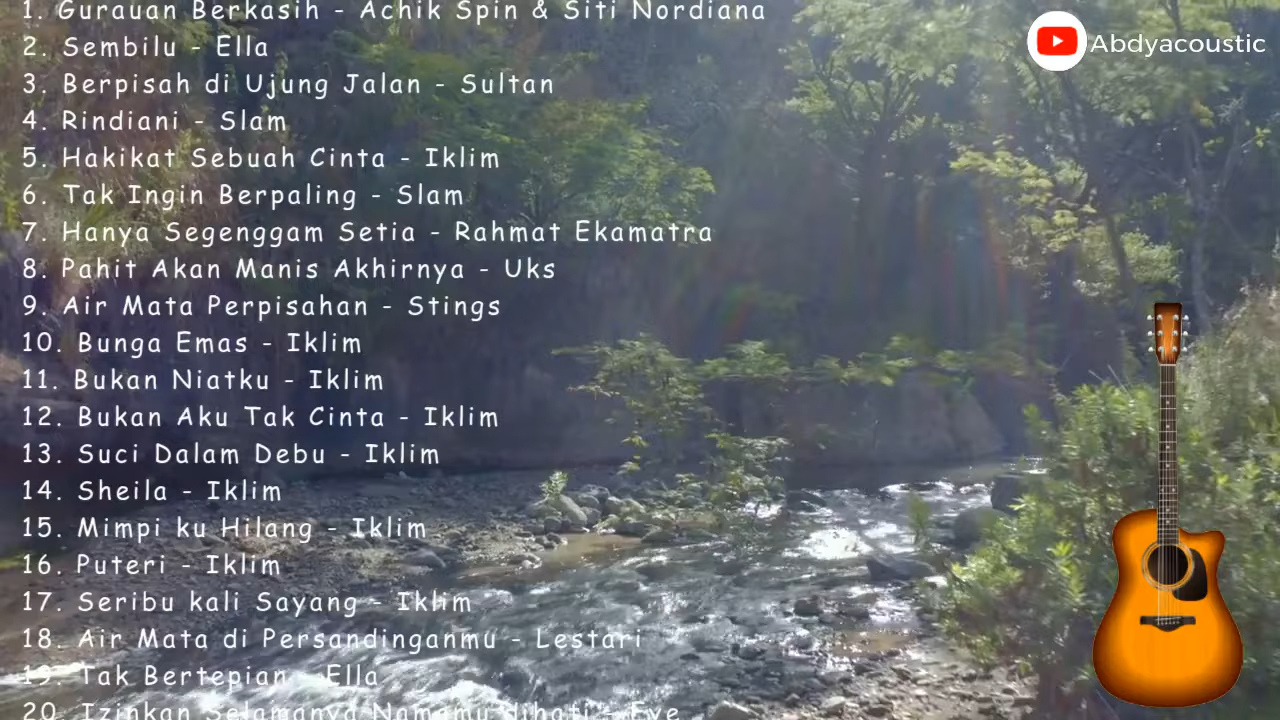 1. Gurauan Berkasih - Achik Spin & Siti Nordiana
2. Sembilu - Ella
3. Berpisah di Ujung Jalan - Sultan
4. Rindiani - Slam
5. Hakikat Sebuah Cinta - Iklim
6. Tak Ingin Berpaling - Slam
7. Hanya Segenggam Setia - Rahmat Ekamatra
8. Pahit Akan Manis Akhirnya - Uks
9. Air Mata Perpisahan - Stings
10. Bunga Emas - Iklim
11. Bukan Niatku - Iklim
12. Bukan Aku Tak Cinta - Iklim
13. Suci Dalam Debu - Iklim
14. Sheila - Iklim
15. Mimpi ku Hilang - Iklim
16. Puteri - Iklim
17. Seribu kali Sayang - Iklim
18. Air Mata di Persandinganmu - Lestari
19. Tak Bertepian - Ella
20. Izinkan Selamanya Namamu dihati - Eye
Abdyacoustic